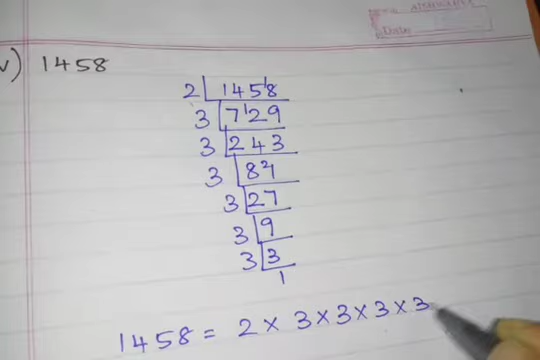 Date:
v) 1458
2 1458
3 729
3 243
3 81
3 27
3 9
3 3
1
1458 = 2 × 3 × 3 × 3 × 3